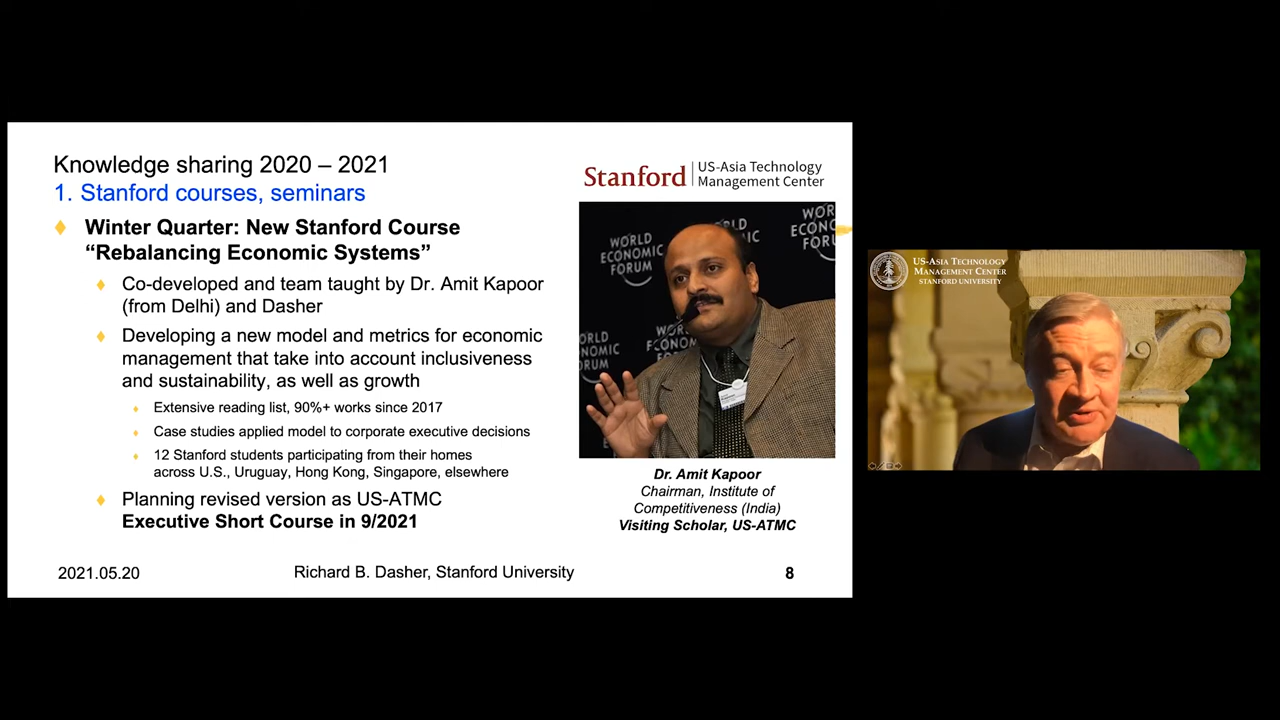 Knowledge sharing 2020 – 2021
1. Stanford courses, seminars
Winter Quarter: New Stanford Course
“Rebalancing Economic Systems”
Co-developed and team taught by Dr. Amit Kapoor
(from Delhi) and Dasher
Developing a new model and metrics for economic
management that take into account inclusiveness
and sustainability, as well as growth
Extensive reading list, 90%+ works since 2017
Case studies applied model to corporate executive decisions
12 Stanford students participating from their homes
across U.S., Uruguay, Hong Kong, Singapore, elsewhere
Planning revised version as US-ATMC
Executive Short Course in 9/2021
Stanford
US-Asia Technology
Management Center
WORLD
ECONOMIC
FORUM
WORLD
ECONOMIC
FORUM
Dr. Amit Kapoor
Chairman, Institute of
Competitiveness (India)
Visiting Scholar, US-ATMC
2021.05.20
Richard B. Dasher, Stanford University
8
US-Asia Technology
Management Center
STANFORD UNIVERSITY